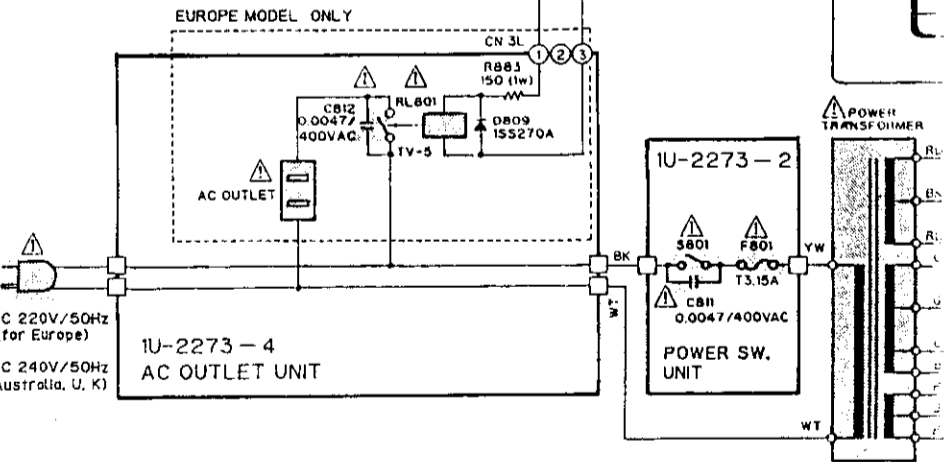 EUROPE MODEL ONLY
CN 3L
1 2 3
R883
150 (1W)
C812
0.0047/
400VAC
RL801
TV-5
D809
1SS270A
AC OUTLET
POWER
TRANSFORMER
1U-2273-2
BK
S801
F801
T3.15A
YW
C811
0.0047/400VAC
POWER SW.
UNIT
WT
WT
C 220V/50Hz
(for Europe)
C 240V/50Hz
Australia, U. K)
1U-2273-4
AC OUTLET UNIT